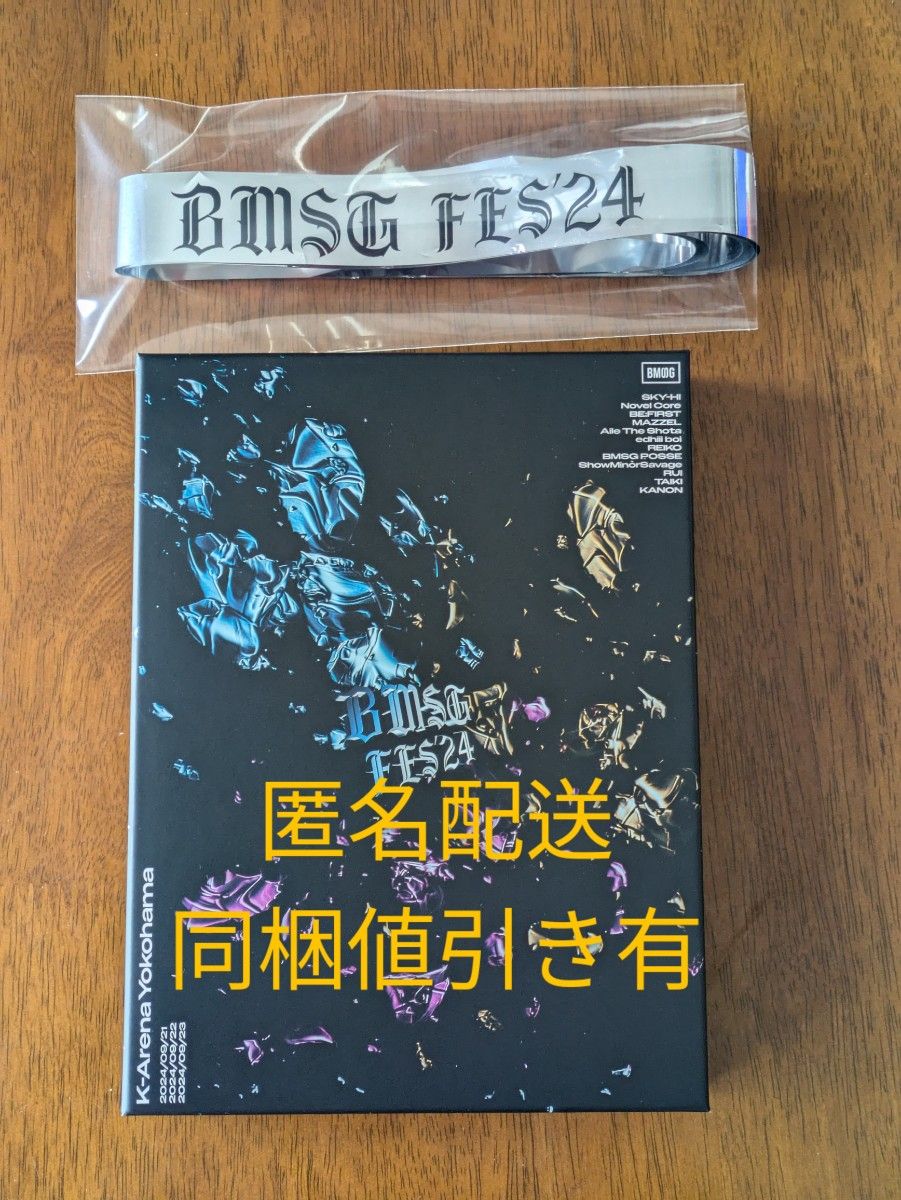 BMSG FES'24
BMSG
SKY-HI
Novel Core
BE:FIRST
MAZZEL
Aile The Shota
edhiii boi
REIKO
BMSG POSSE
ShowMinorSavage
RUI
TAIKI
KANON
BMSG
FES'24
匿名配送
同梱値引き有
K-Arena Yokohama
2024/09/21
2024/09/22
2024/09/23